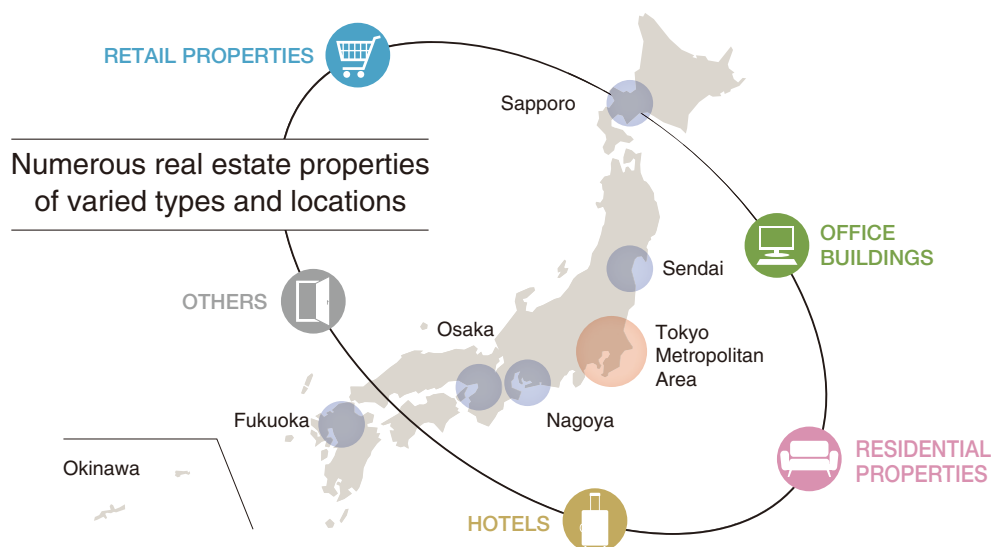 RETAIL PROPERTIES
Sapporo
Numerous real estate properties
of varied types and locations
OFFICE
BUILDINGS
Sendai
OTHERS
Osaka
Tokyo
Metropolitan
Area
Fukuoka
Nagoya
Okinawa
RESIDENTIAL
PROPERTIES
HOTELS